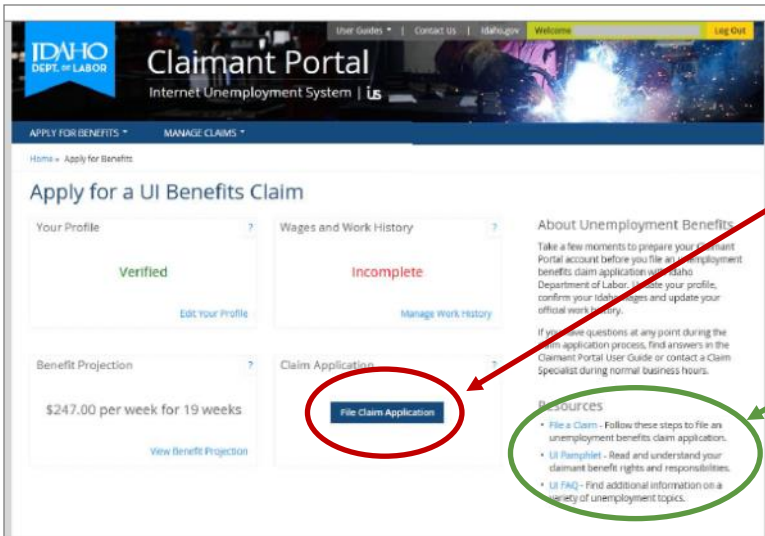 User Guides | Contact Us | Idaho.gov Welcome Log Out
IDAHO
DEPT. OF LABOR
Claimant Portal
Internet Unemployment System | ius
APPLY FOR BENEFITS MANAGE CLAIMS
Home » Apply for Benefits
Apply for a UI Benefits Claim
Your Profile ?
Verified
Edit Your Profile
Wages and Work History ?
Incomplete
Manage Work History
Benefit Projection ?
$247.00 per week for 19 weeks
View Benefit Projection
Claim Application ?
File Claim Application
About Unemployment Benefits
Take a few moments to prepare your Claimant
Portal account before you file an unemployment
benefits claim application with Idaho
Department of Labor. Update your profile,
confirm your Idaho wages and update your
official work history.
If you have questions at any point during the
claim application process, find answers in the
Claimant Portal User Guide or contact a Claim
Specialist during normal business hours.
Resources
• File a Claim - Follow these steps to file an
unemployment benefits claim application.
• UI Pamphlet - Read and understand your
claimant benefit rights and responsibilities.
• UI FAQ - Find additional information on a
variety of unemployment topics.